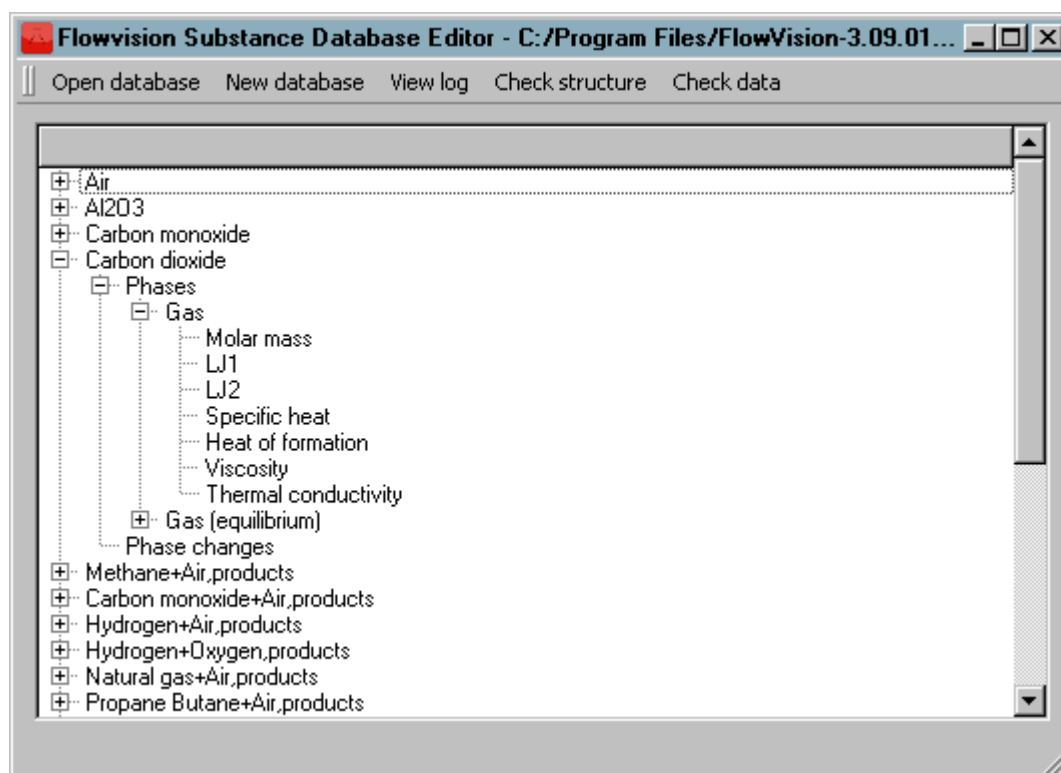 Flowvision Substance Database Editor - C:/Program Files/FlowVision-3.09.01...
Open database New database View log Check structure Check data
Air
Al2O3
Carbon monoxide
Carbon dioxide
Phases
Gas
Molar mass
LJ1
LJ2
Specific heat
Heat of formation
Viscosity
Thermal conductivity
Gas (equilibrium)
Phase changes
Methane+Air,products
Carbon monoxide+Air,products
Hydrogen+Air,products
Hydrogen+Oxygen,products
Natural gas+Air,products
Propane Butane+Air,products